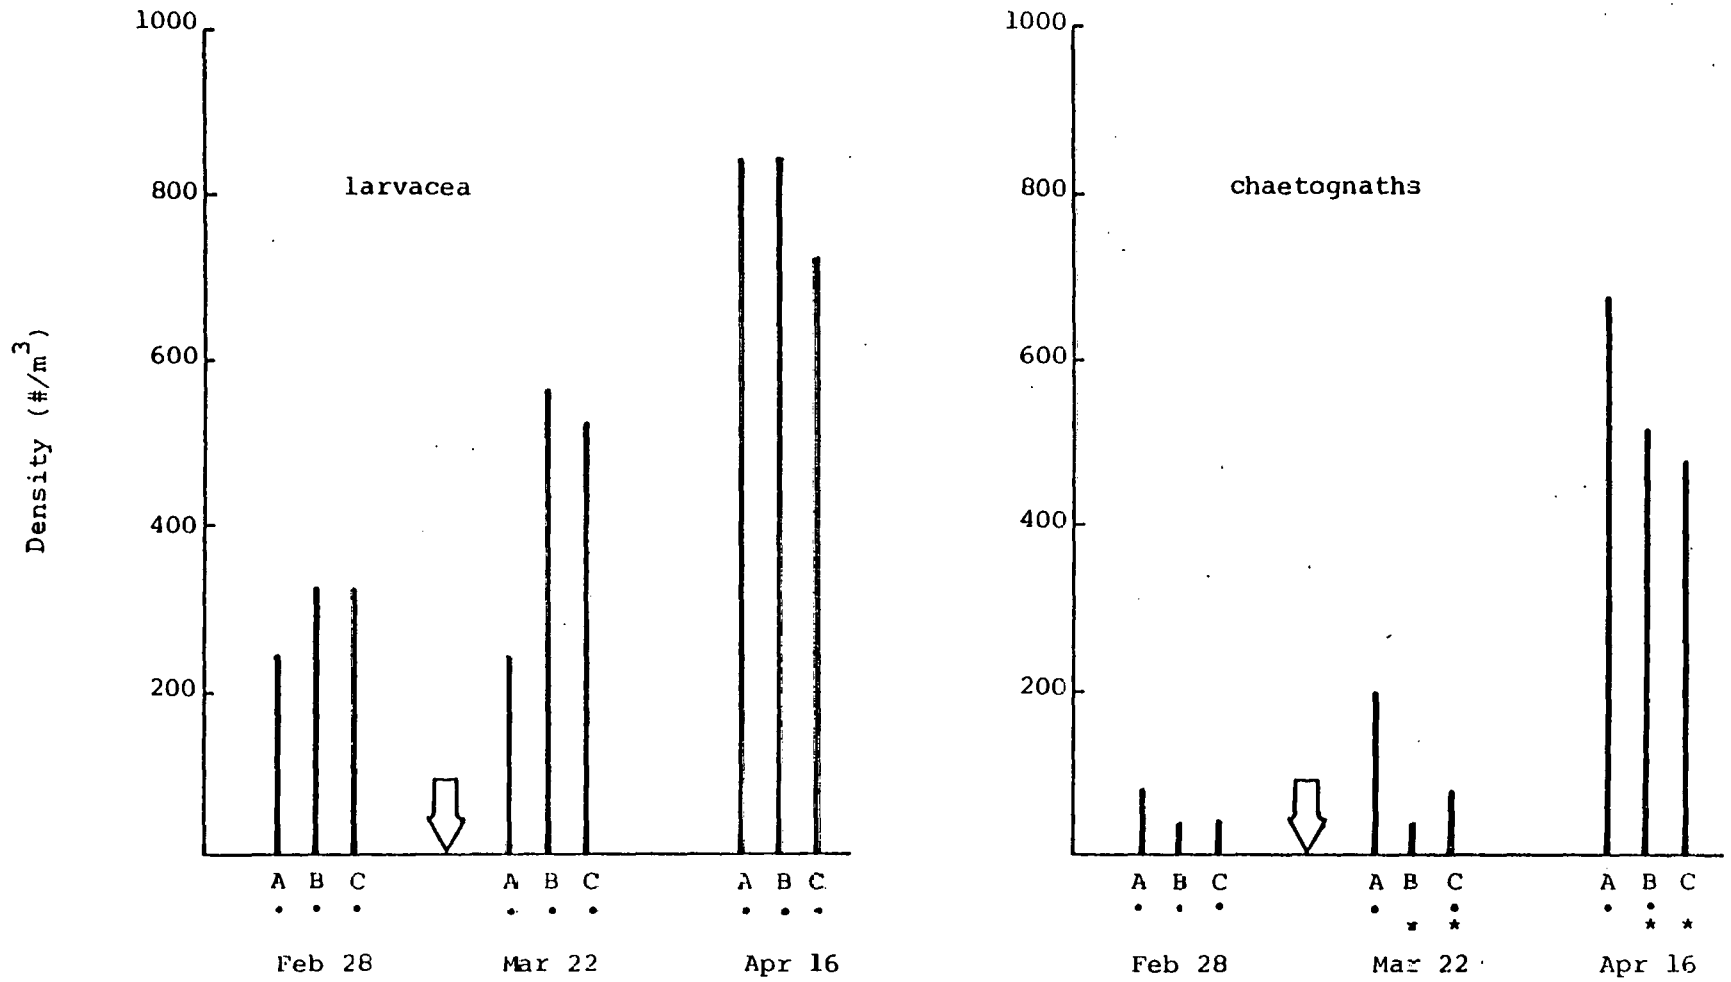 Density (#/m³)
1000
800
600
400
200
larvacea
A B C
A B C
A B C
. . .
. . .
. . .
Feb 28
Mar 22
Apr 16
1000
800
600
400
200
chaetognaths
A B C
A B C
A B C
. . .
. .
. .
* *
* *
Feb 28
Mar 22
Apr 16